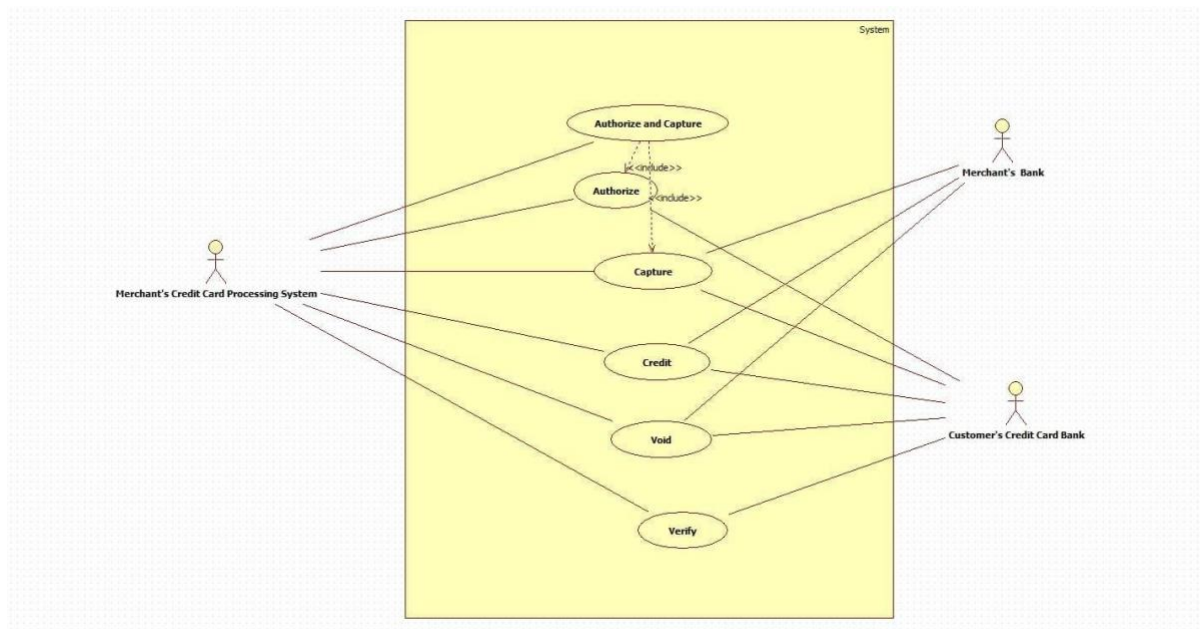 System
Authorize and Capture
<<include>>
Authorize
<<include>>
Merchant's Bank
Capture
Merchant's Credit Card Processing System
Credit
Void
Customer's Credit Card Bank
Verify